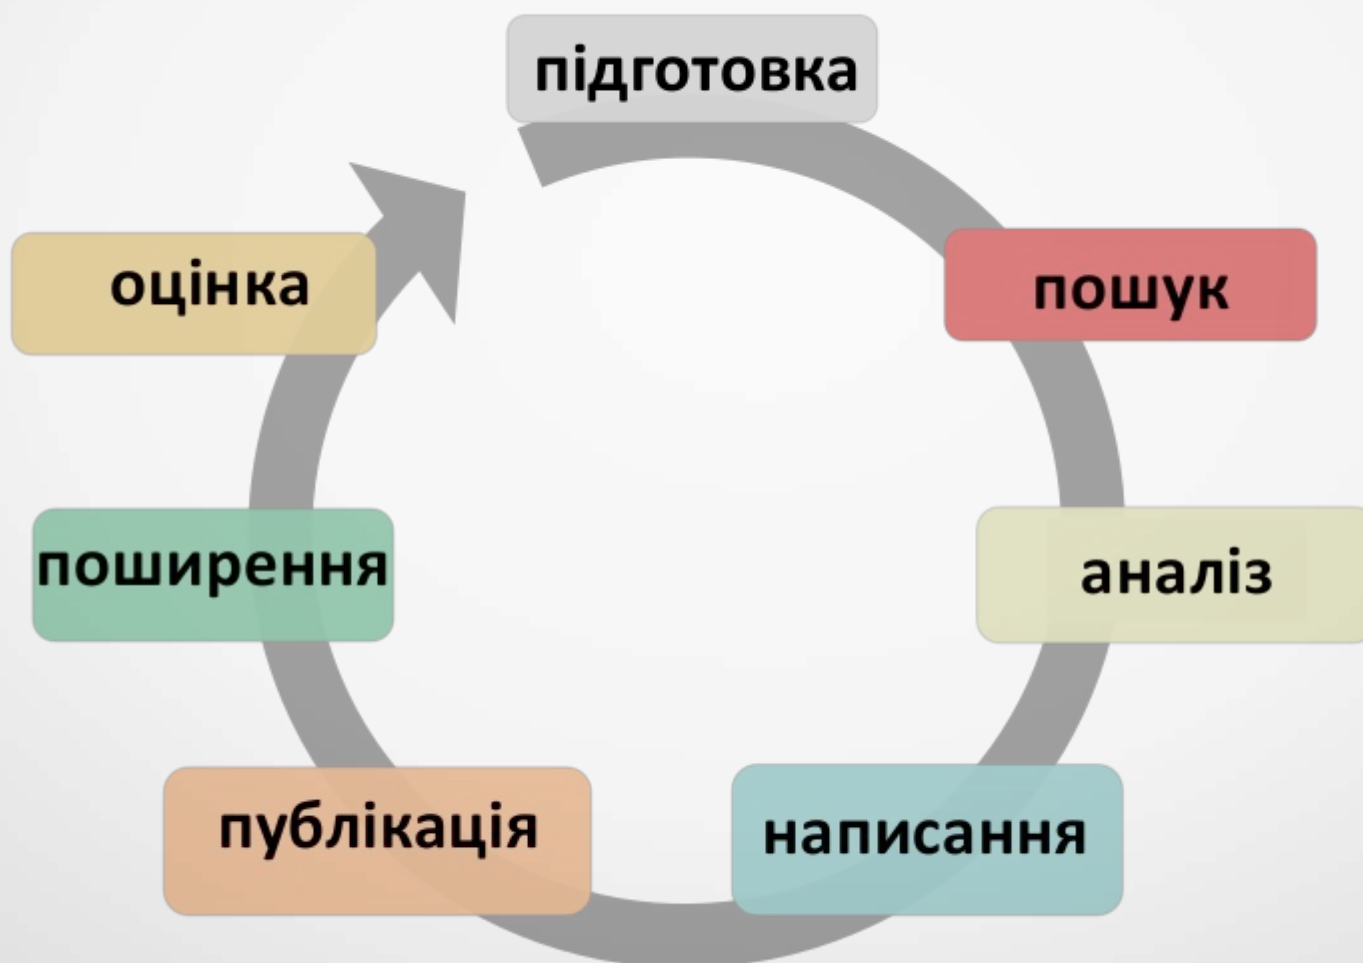 підготовка
пошук
аналіз
написання
публікація
поширення
оцінка